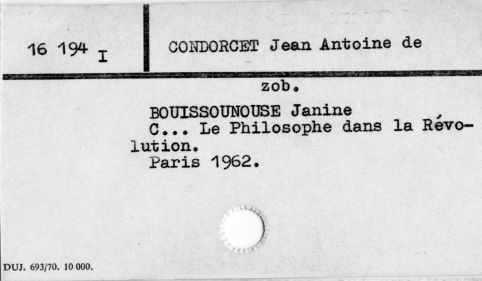 16 194 I
CONDORCET Jean Antoine de
zob.
BOUISSOUNOUSE Janine
C... Le Philosophe dans la Révo-
lution.
Paris 1962.
DUJ. 693/70. 10 000.